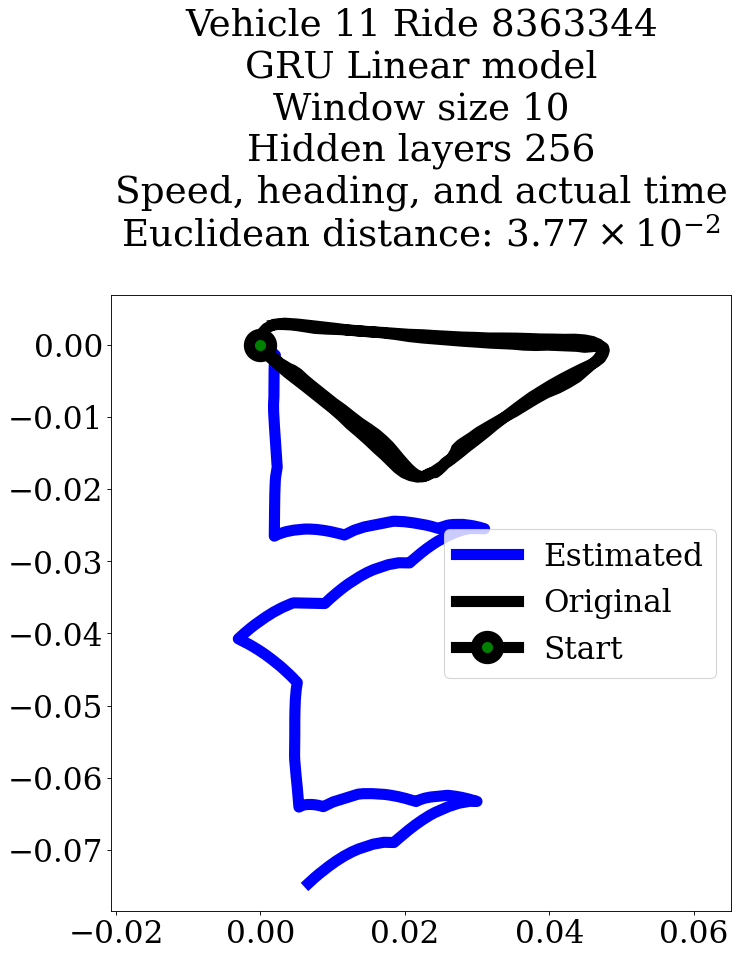 Vehicle 11 Ride 8363344
GRU Linear model
Window size 10
Hidden layers 256
Speed, heading, and actual time
Euclidean distance: 3.77 × 10⁻²
0.00
−0.01
−0.02
−0.03
−0.04
−0.05
−0.06
−0.07
Estimated
Original
Start
−0.02 0.00 0.02 0.04 0.06